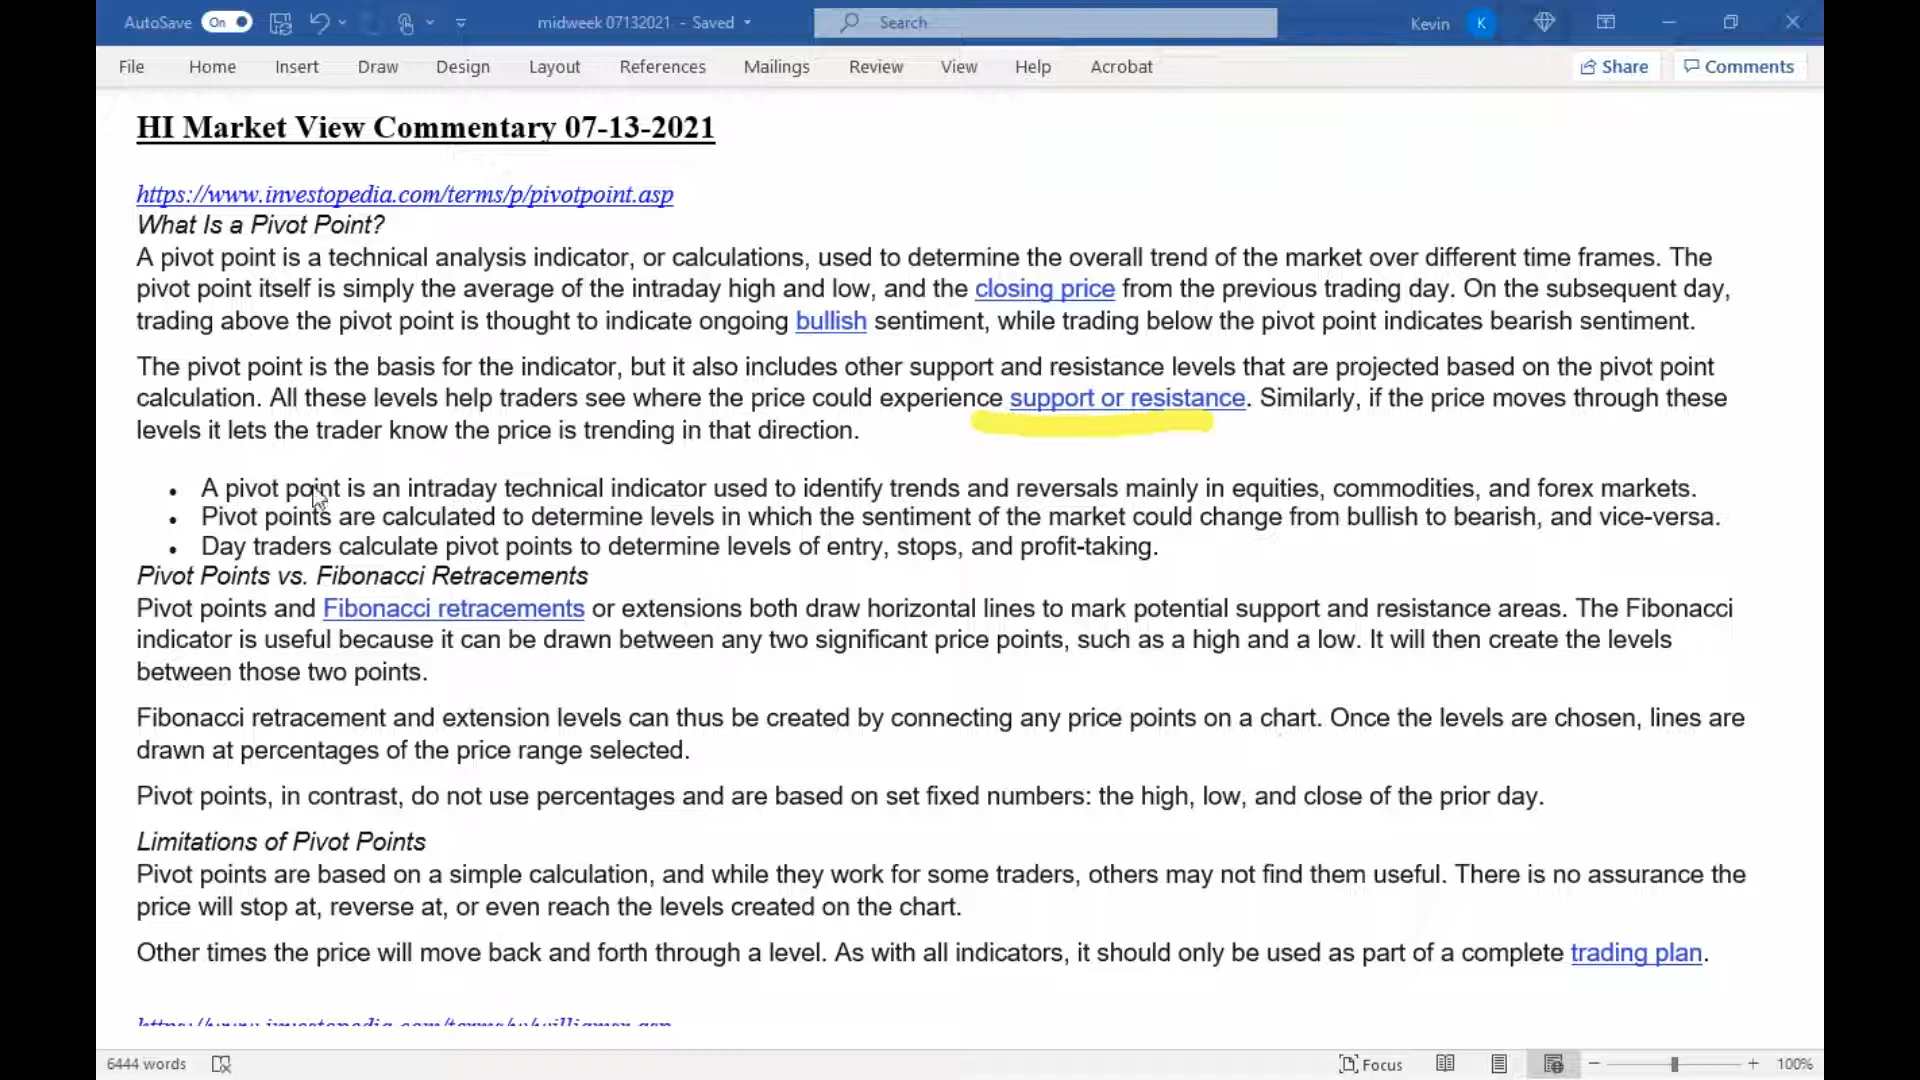 AutoSave On midweek 07132021 - Saved Search Kevin K
File Home Insert Draw Design Layout References Mailings Review View Help Acrobat Share Comments
HI Market View Commentary 07-13-2021
https://www.investopedia.com/terms/p/pivotpoint.asp
What Is a Pivot Point?
A pivot point is a technical analysis indicator, or calculations, used to determine the overall trend of the market over different time frames. The
pivot point itself is simply the average of the intraday high and low, and the closing price from the previous trading day. On the subsequent day,
trading above the pivot point is thought to indicate ongoing bullish sentiment, while trading below the pivot point indicates bearish sentiment.
The pivot point is the basis for the indicator, but it also includes other support and resistance levels that are projected based on the pivot point
calculation. All these levels help traders see where the price could experience support or resistance. Similarly, if the price moves through these
levels it lets the trader know the price is trending in that direction.
• A pivot point is an intraday technical indicator used to identify trends and reversals mainly in equities, commodities, and forex markets.
• Pivot points are calculated to determine levels in which the sentiment of the market could change from bullish to bearish, and vice-versa.
• Day traders calculate pivot points to determine levels of entry, stops, and profit-taking.
Pivot Points vs. Fibonacci Retracements
Pivot points and Fibonacci retracements or extensions both draw horizontal lines to mark potential support and resistance areas. The Fibonacci
indicator is useful because it can be drawn between any two significant price points, such as a high and a low. It will then create the levels
between those two points.
Fibonacci retracement and extension levels can thus be created by connecting any price points on a chart. Once the levels are chosen, lines are
drawn at percentages of the price range selected.
Pivot points, in contrast, do not use percentages and are based on set fixed numbers: the high, low, and close of the prior day.
Limitations of Pivot Points
Pivot points are based on a simple calculation, and while they work for some traders, others may not find them useful. There is no assurance the
price will stop at, reverse at, or even reach the levels created on the chart.
Other times the price will move back and forth through a level. As with all indicators, it should only be used as part of a complete trading plan.
6444 words Focus 100%